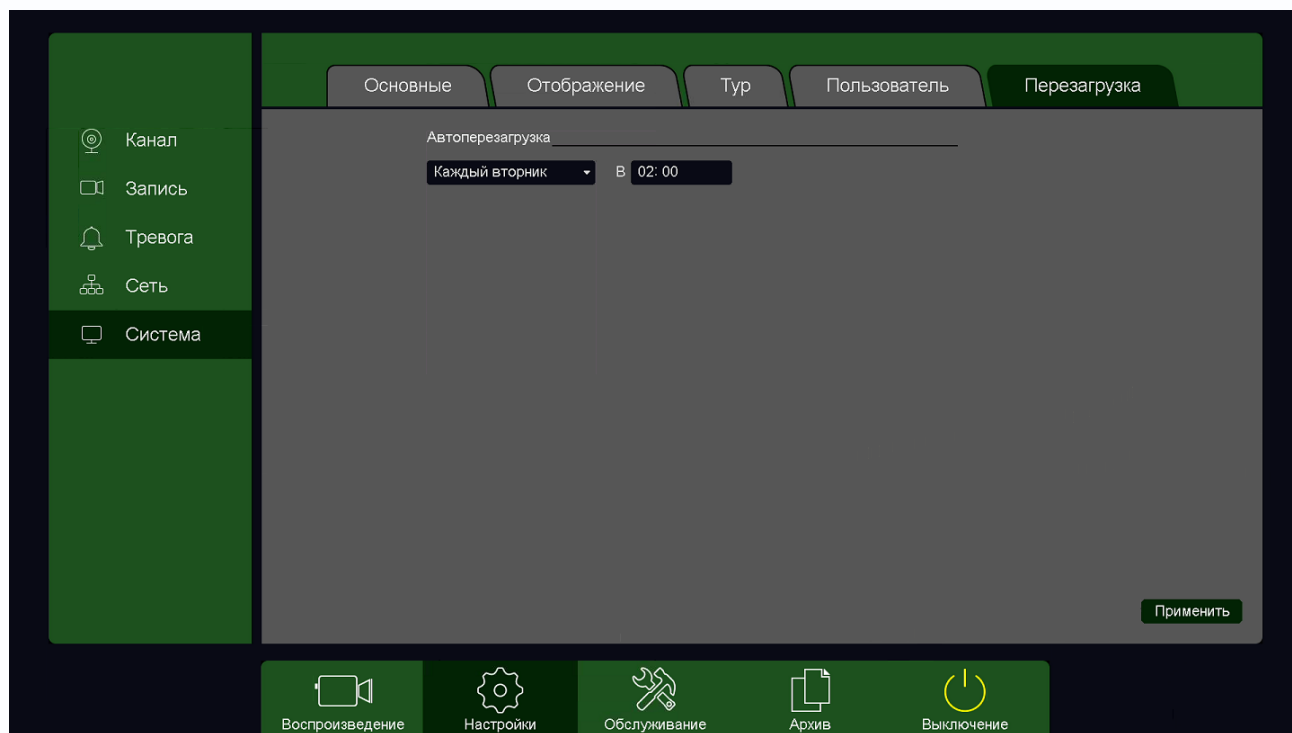 Основные Отображение Тур Пользователь Перезагрузка
Канал
Запись
Тревога
Сеть
Система
Автоперезагрузка
Каждый вторник В 02: 00
Применить
Воспроизведение Настройки Обслуживание Архив Выключение